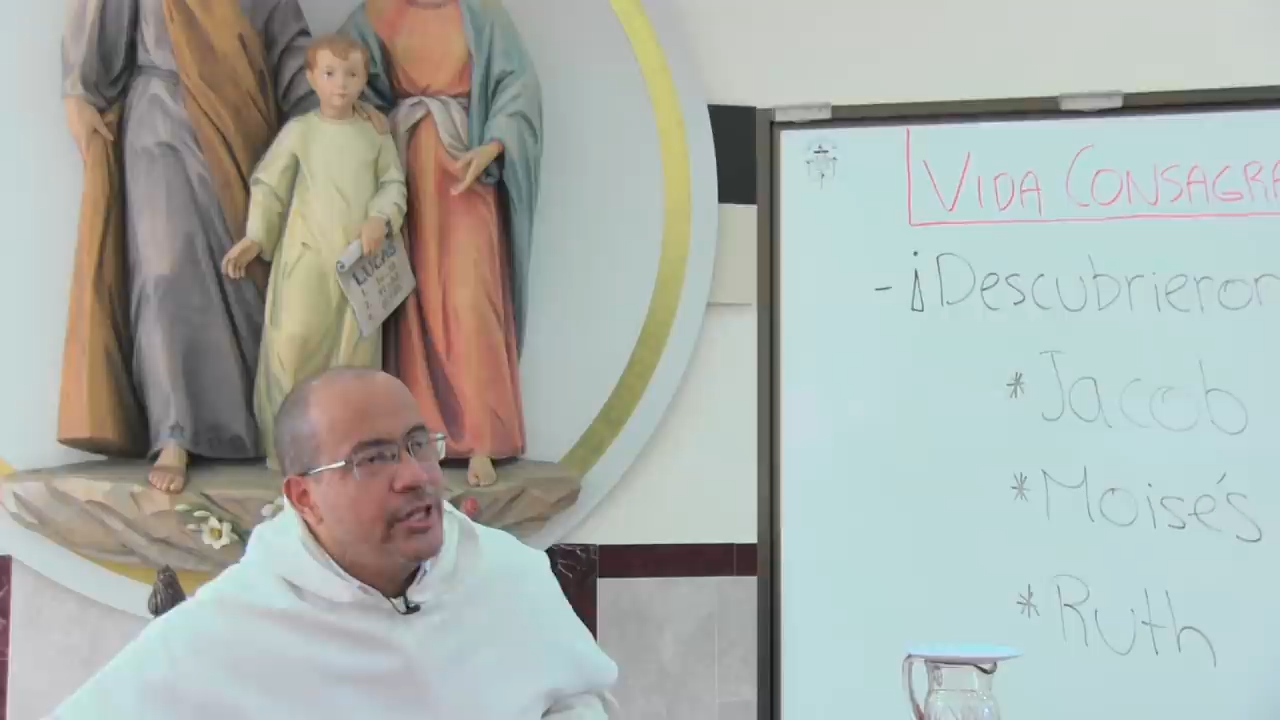 LUCAS
VIDA CONSAGRA
- ¡Descubrieron
* Jacob
* Moisés
* Ruth